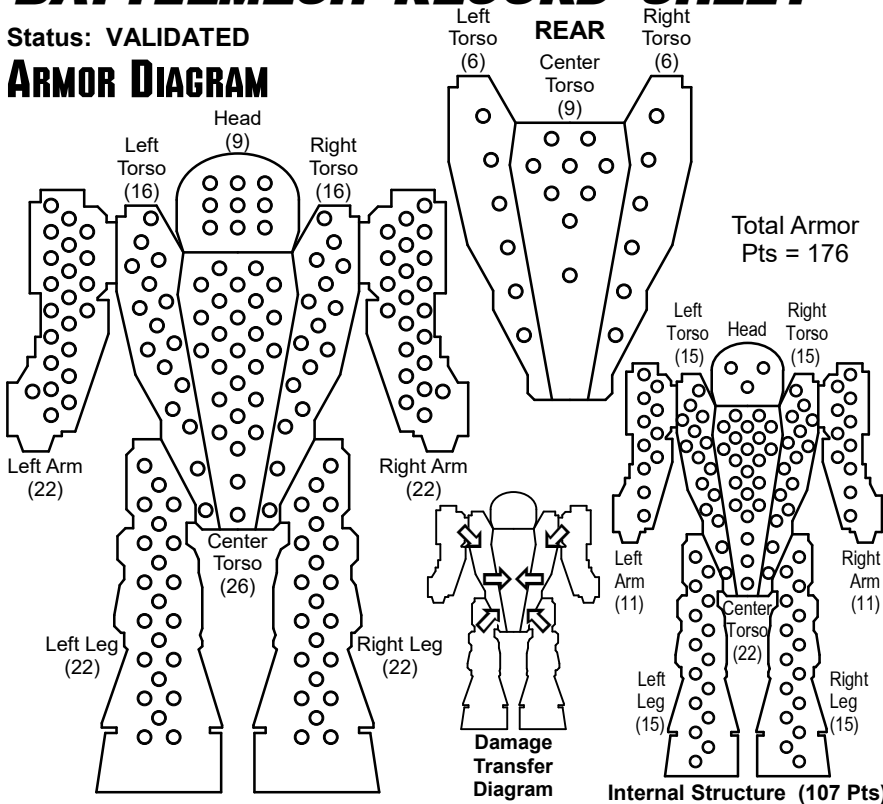 BATTLEMECH RECORD SHEET
Status: VALIDATED
ARMOR DIAGRAM
Head
(9)
Left
Torso
(16)
Right
Torso
(16)
Left Arm
(22)
Right Arm
(22)
Center
Torso
(26)
Left Leg
(22)
Right Leg
(22)
REAR
Left
Torso
(6)
Center
Torso
(9)
Right
Torso
(6)
Total Armor
Pts = 176
Damage
Transfer
Diagram
Left
Torso
(15)
Head
Right
Torso
(15)
Left
Arm
(11)
Right
Arm
(11)
Center
Torso
(22)
Left
Leg
(15)
Right
Leg
(15)
Internal Structure (107 Pts)